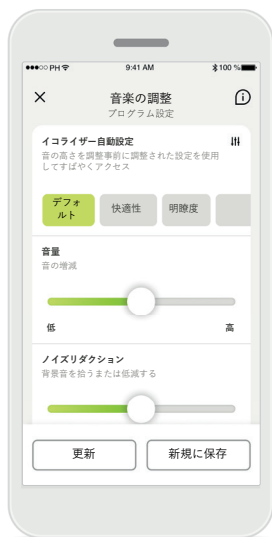 PH
9:41 AM
100 %
音楽の調整
プログラム設定
イコライザー自動設定
音の高さを調整事前に調整された設定を使用
してすばやくアクセス
デフォ
ルト
快適性
明瞭度
音量
音の増減
低
高
ノイズリダクション
背景音を拾うまたは低減する
更新
新規に保存